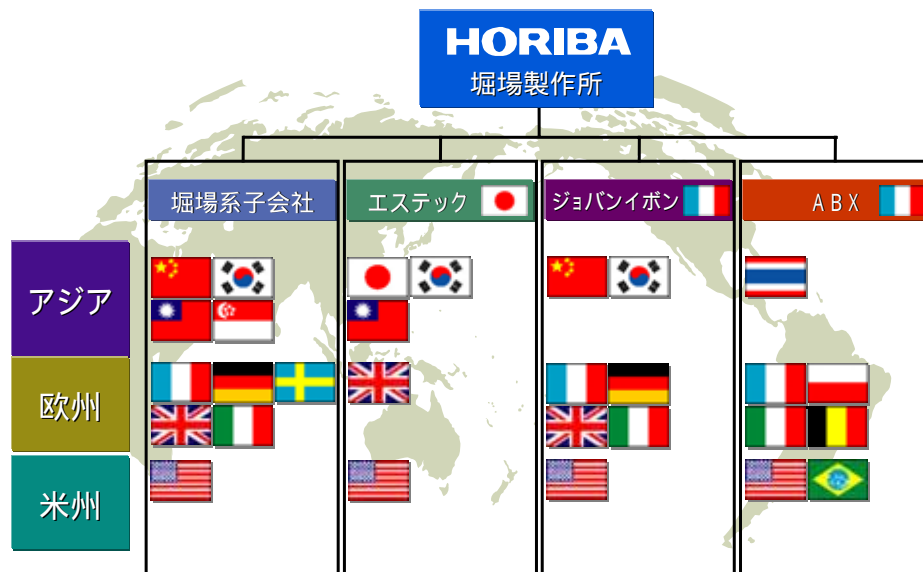 HORIBA
堀場製作所
堀場系子会社
エステック
ジョバンイボン
ABX
アジア
欧州
米州